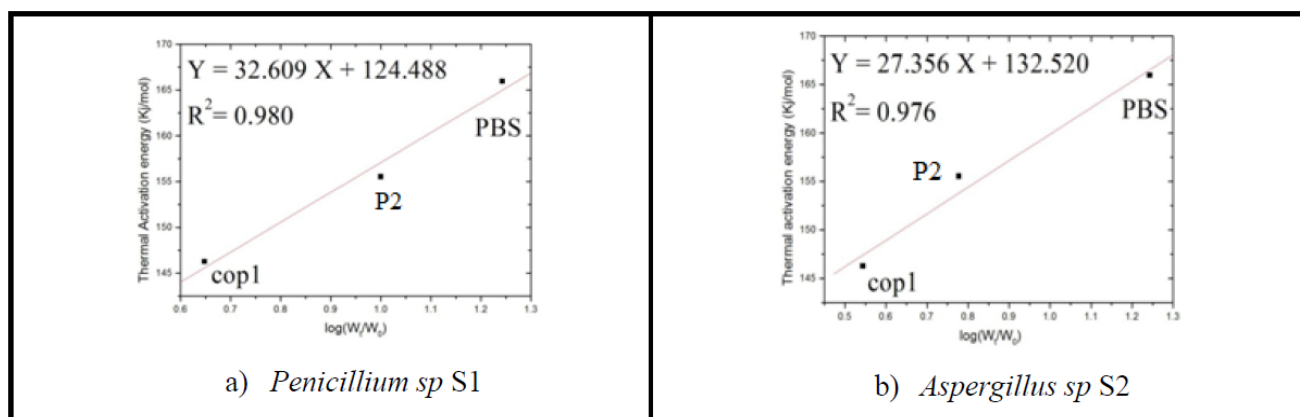 Y = 32.609 X + 124.488
R²= 0.980
PBS
P2
cop1
Thermal Activation energy (Kj/mol)
170
165
160
155
150
145
0.6 0.7 0.8 0.9 1.0 1.1 1.2 1.3
log(Wt/W0)
a) Penicillium sp S1
Y = 27.356 X + 132.520
R²= 0.976
PBS
P2
cop1
Thermal activation energy (Kj/mol)
170
165
160
155
150
145
0.5 0.6 0.7 0.8 0.9 1.0 1.1 1.2 1.3
log(Wt/W0)
b) Aspergillus sp S2